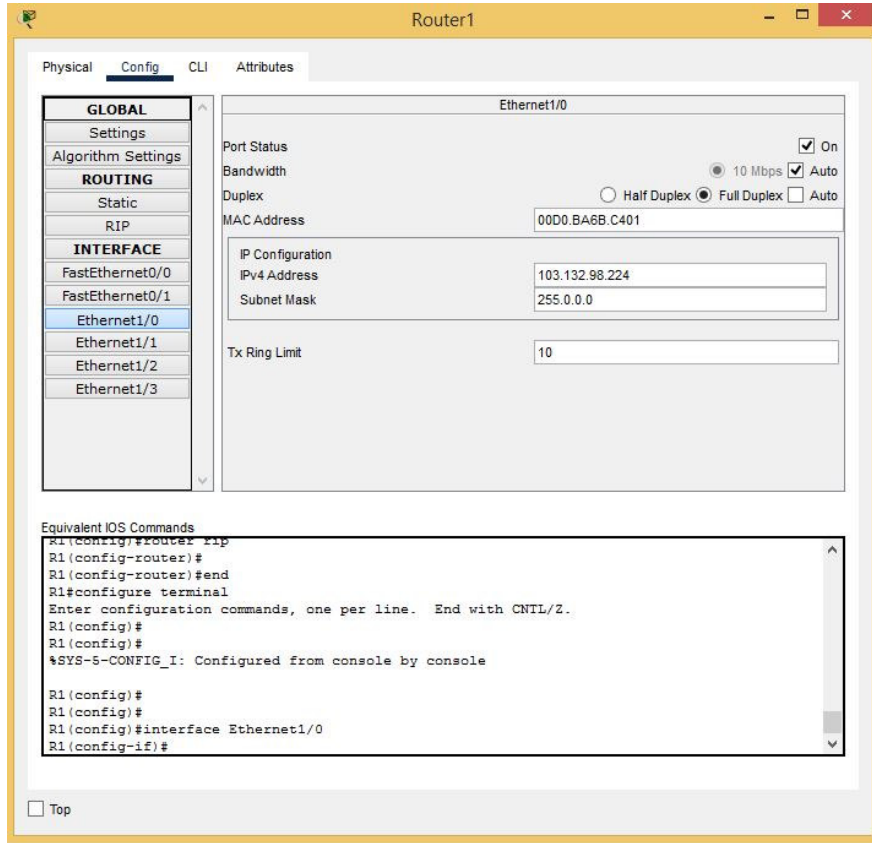 Router1
Physical Config CLI Attributes
GLOBAL
Settings
Algorithm Settings
ROUTING
Static
RIP
INTERFACE
FastEthernet0/0
FastEthernet0/1
Ethernet1/0
Ethernet1/1
Ethernet1/2
Ethernet1/3
Ethernet1/0
Port Status On
Bandwidth 10 Mbps Auto
Duplex Half Duplex Full Duplex Auto
MAC Address 00D0.BA6B.C401
IP Configuration
IPv4 Address 103.132.98.224
Subnet Mask 255.0.0.0
Tx Ring Limit 10
Equivalent IOS Commands
R1(config)#router rip
R1(config-router)#
R1(config-router)#end
R1#configure terminal
Enter configuration commands, one per line. End with CNTL/Z.
R1(config)#
R1(config)#
%SYS-5-CONFIG_I: Configured from console by console
R1(config)#
R1(config)#
R1(config)#interface Ethernet1/0
R1(config-if)#
Top